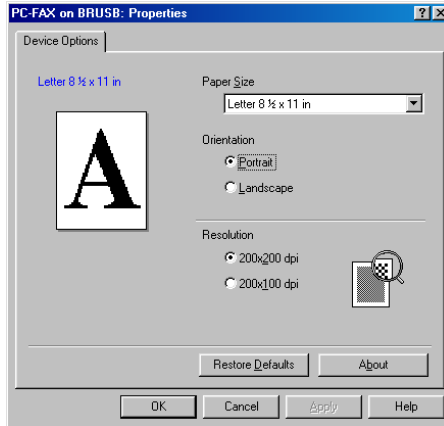 PC-FAX on BRUSB: Properties
Device Options
Letter 8 ½ x 11 in
Paper Size
Letter 8 ½ x 11 in
Orientation
Portrait
Landscape
Resolution
200x200 dpi
200x100 dpi
A
Restore Defaults
About
OK
Cancel
Apply
Help